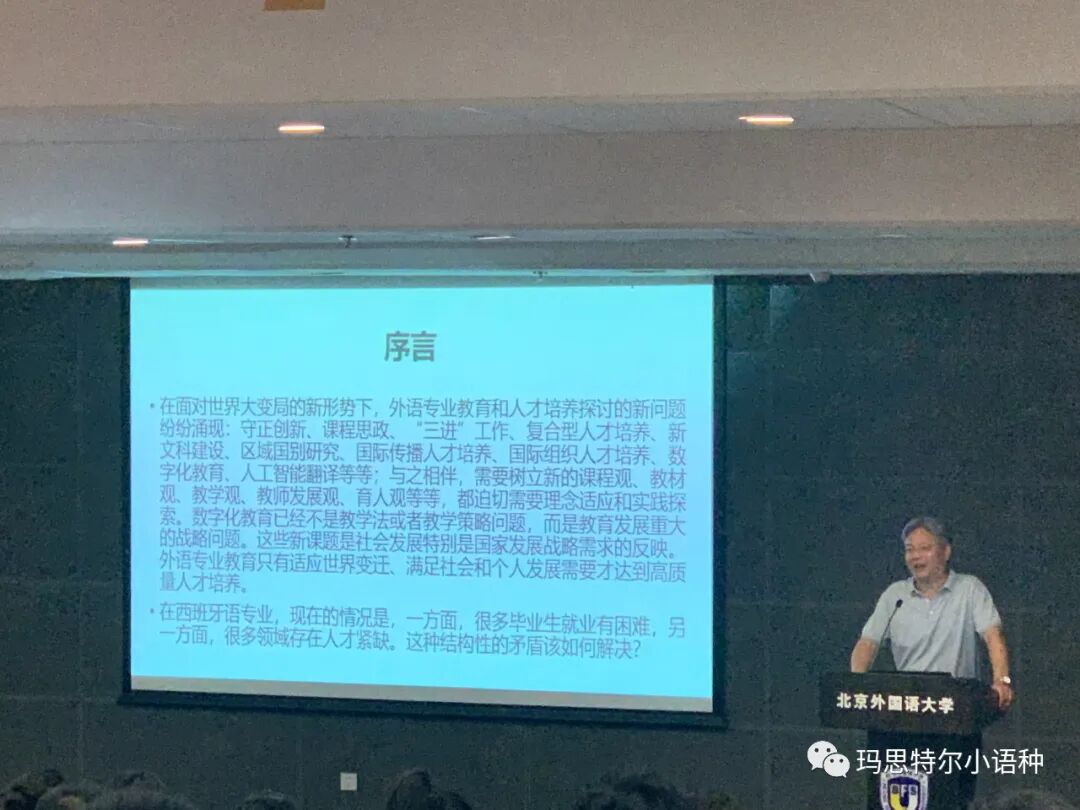 序言
• 在面对世界大变局的新形势下，外语专业教育和人才培养探讨的新问题
纷纷涌现：守正创新、课程思政、“三进”工作、复合型人才培养、新
文科建设、区域国别研究、国际传播人才培养、国际组织人才培养、数
字化教育、人工智能翻译等等；与之相伴，需要树立新的课程观、教材
观、教学观、教师发展观、育人观等等，都迫切需要理念适应和实践探
索。数字化教育已经不是教学法或者教学策略问题，而是教育发展重大
的战略问题。这些新课题是社会发展特别是国家发展战略需求的反映。
外语专业教育只有适应世界变迁、满足社会和个人发展需要才达到高质
量人才培养。
• 在西班牙语专业，现在的情况是，一方面，很多毕业生就业有困难，另
一方面，很多领域存在人才紧缺。这种结构性的矛盾该如何解决？
北京外国语大学
BFS
玛思特尔小语种